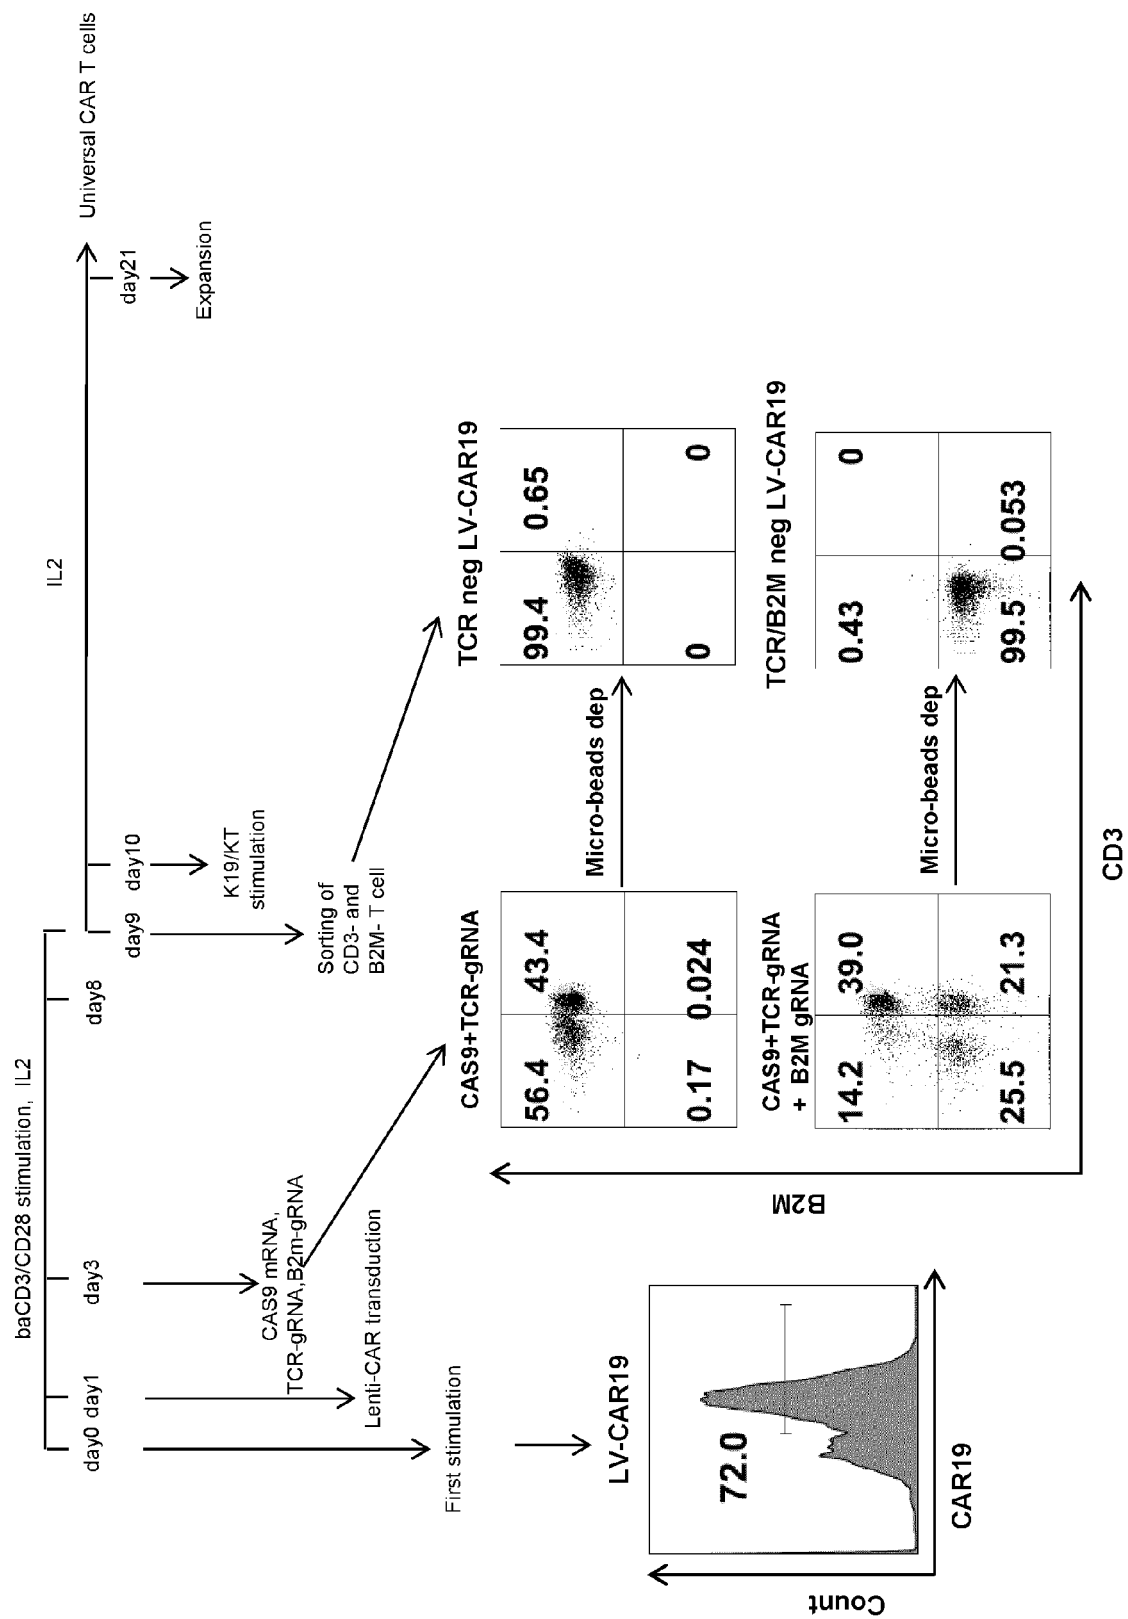 baCD3/CD28 stimulation, IL2
IL2
Universal CAR T cells
day0
day1
day3
day8
day9
day10
day21
First stimulation
Lenti-CAR transduction
CAS9 mRNA,
TCR-gRNA,B2m-gRNA
Sorting of
CD3- and
B2M- T cell
K19/KT
stimulation
Expansion
LV-CAR19
72.0
Count
CAR19
B2M
CD3
CAS9+TCR-gRNA
56.4
43.4
0.17
0.024
Micro-beads dep
TCR neg LV-CAR19
99.4
0.65
0
0
CAS9+TCR-gRNA
+ B2M gRNA
14.2
39.0
25.5
21.3
Micro-beads dep
TCR/B2M neg LV-CAR19
0.43
0
99.5
0.053